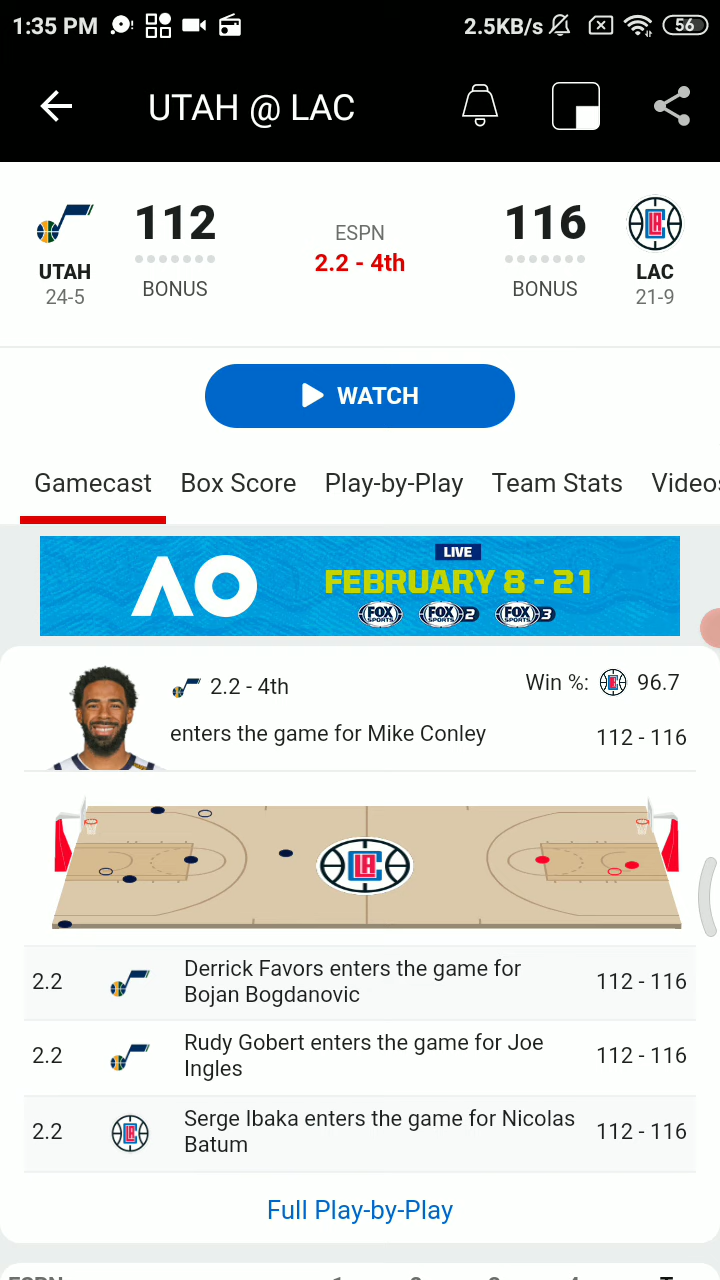 1:35 PM
2.5KB/s
56
UTAH @ LAC
112
116
ESPN
2.2 - 4th
UTAH
24-5
BONUS
BONUS
LAC
21-9
WATCH
Gamecast
Box Score
Play-by-Play
Team Stats
Videos
AO
LIVE
FEBRUARY 8 - 21
FOX SPORTS
FOX SPORTS 2
FOX SPORTS 3
2.2 - 4th
Win %:
96.7
enters the game for Mike Conley
112 - 116
2.2
Derrick Favors enters the game for
Bojan Bogdanovic
112 - 116
2.2
Rudy Gobert enters the game for Joe
Ingles
112 - 116
2.2
Serge Ibaka enters the game for Nicolas
Batum
112 - 116
Full Play-by-Play